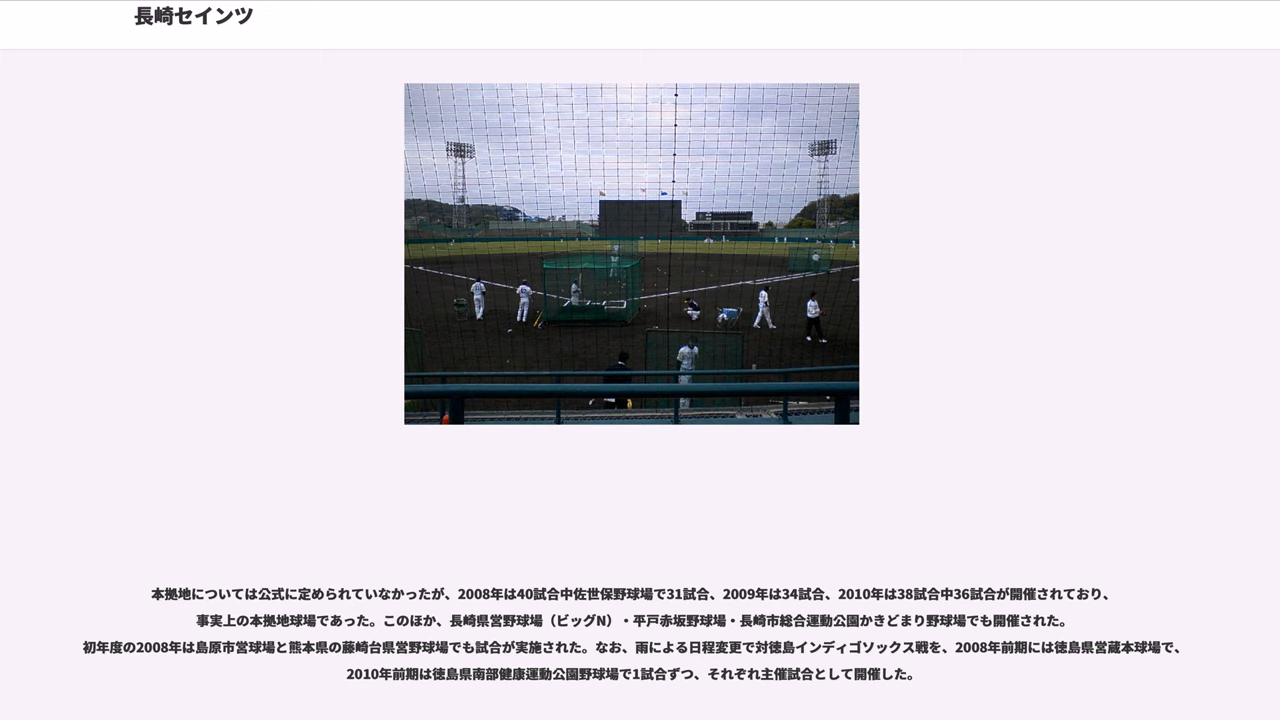 長崎セインツ
本拠地については公式に定められていなかったが、2008年は40試合中佐世保野球場で31試合、2009年は34試合、2010年は38試合中36試合が開催されており、
事実上の本拠地球場であった。このほか、長崎県営野球場（ビッグN）・平戸赤坂野球場・長崎市総合運動公園かきどまり野球場でも開催された。
初年度の2008年は島原市営球場と熊本県の藤崎台県営野球場でも試合が実施された。なお、雨による日程変更で対徳島インディゴソックス戦を、2008年前期には徳島県営蔵本球場で、
2010年前期は徳島県南部健康運動公園野球場で1試合ずつ、それぞれ主催試合として開催した。